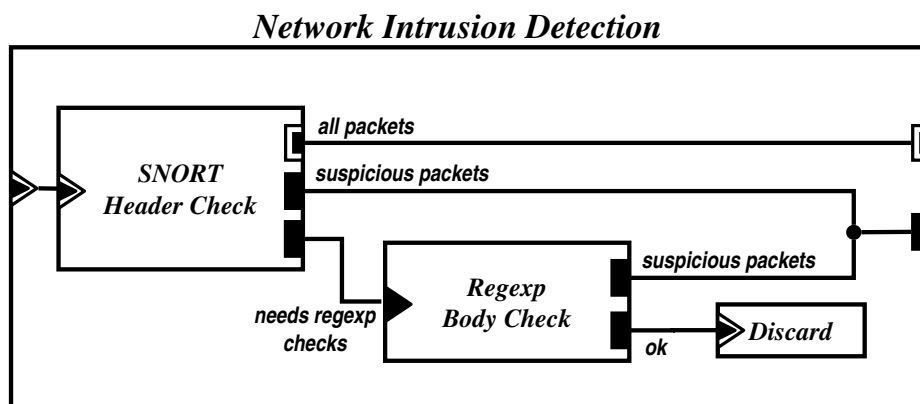 Network Intrusion Detection
all packets
SNORT
Header Check
suspicious packets
suspicious packets
Regexp
Body Check
needs regexp
checks
ok
Discard